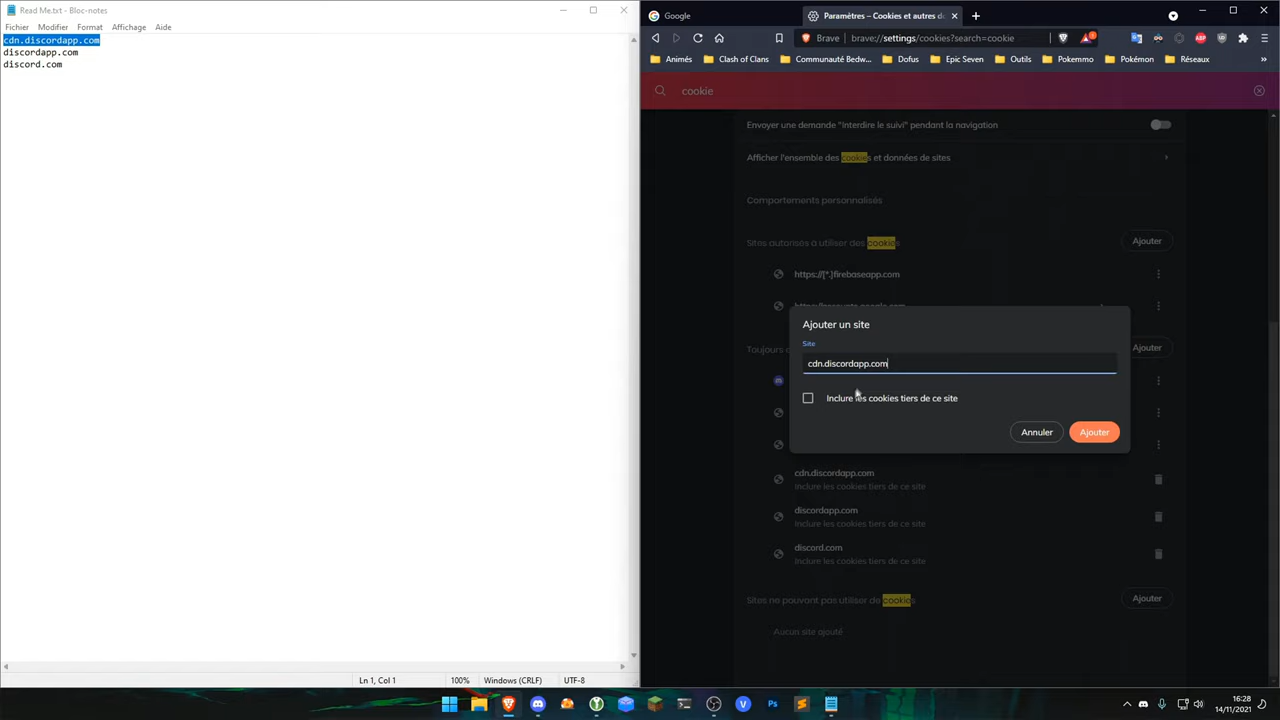 Read Me.txt - Bloc-notes
Fichier Modifier Format Affichage Aide
cdn.discordapp.com
discordapp.com
discord.com
Ln 1, Col 1 100% Windows (CRLF) UTF-8
Google Paramètres – Cookies et autres d
Brave brave://settings/cookies?search=cookie
Animés Clash of Clans Communauté Bedw... Dofus Epic Seven Outils Pokemmo Pokémon Réseaux »
cookie
Envoyer une demande "Interdire le suivi" pendant la navigation
Afficher l'ensemble des cookies et données de sites
Comportements personnalisés
Sites autorisés à utiliser des cookies Ajouter
https://[*.]firebaseapp.com
Ajouter un site
Site
Toujours Ajouter
cdn.discordapp.com
Inclure les cookies tiers de ce site
Annuler Ajouter
cdn.discordapp.com
Inclure les cookies tiers de ce site
discordapp.com
Inclure les cookies tiers de ce site
discord.com
Inclure les cookies tiers de ce site
Sites ne pouvant pas utiliser de cookies Ajouter
Aucun site ajouté
16:28
14/11/2021